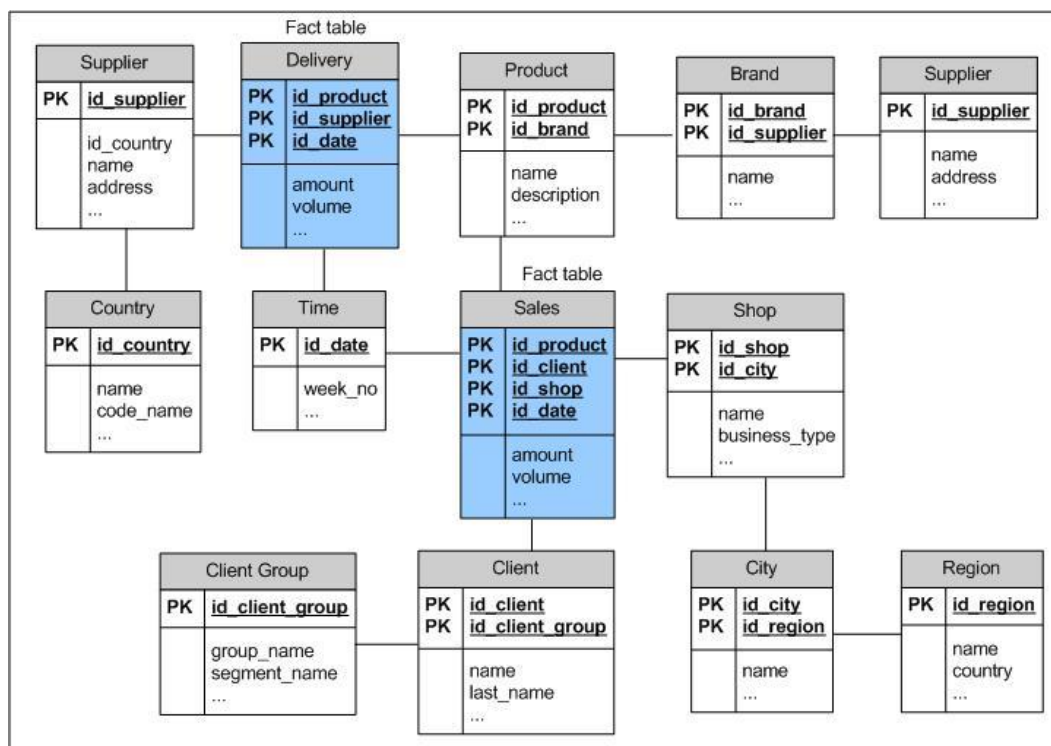 Fact table
Supplier
PK id_supplier
id_country
name
address
...
Delivery
PK id_product
PK id_supplier
PK id_date
amount
volume
...
Product
PK id_product
PK id_brand
name
description
...
Brand
PK id_brand
PK id_supplier
name
...
Supplier
PK id_supplier
name
address
...
Fact table
Country
PK id_country
name
code_name
...
Time
PK id_date
week_no
...
Sales
PK id_product
PK id_client
PK id_shop
PK id_date
amount
volume
...
Shop
PK id_shop
PK id_city
name
business_type
...
Client Group
PK id_client_group
group_name
segment_name
...
Client
PK id_client
PK id_client_group
name
last_name
...
City
PK id_city
PK id_region
name
...
Region
PK id_region
name
country
...